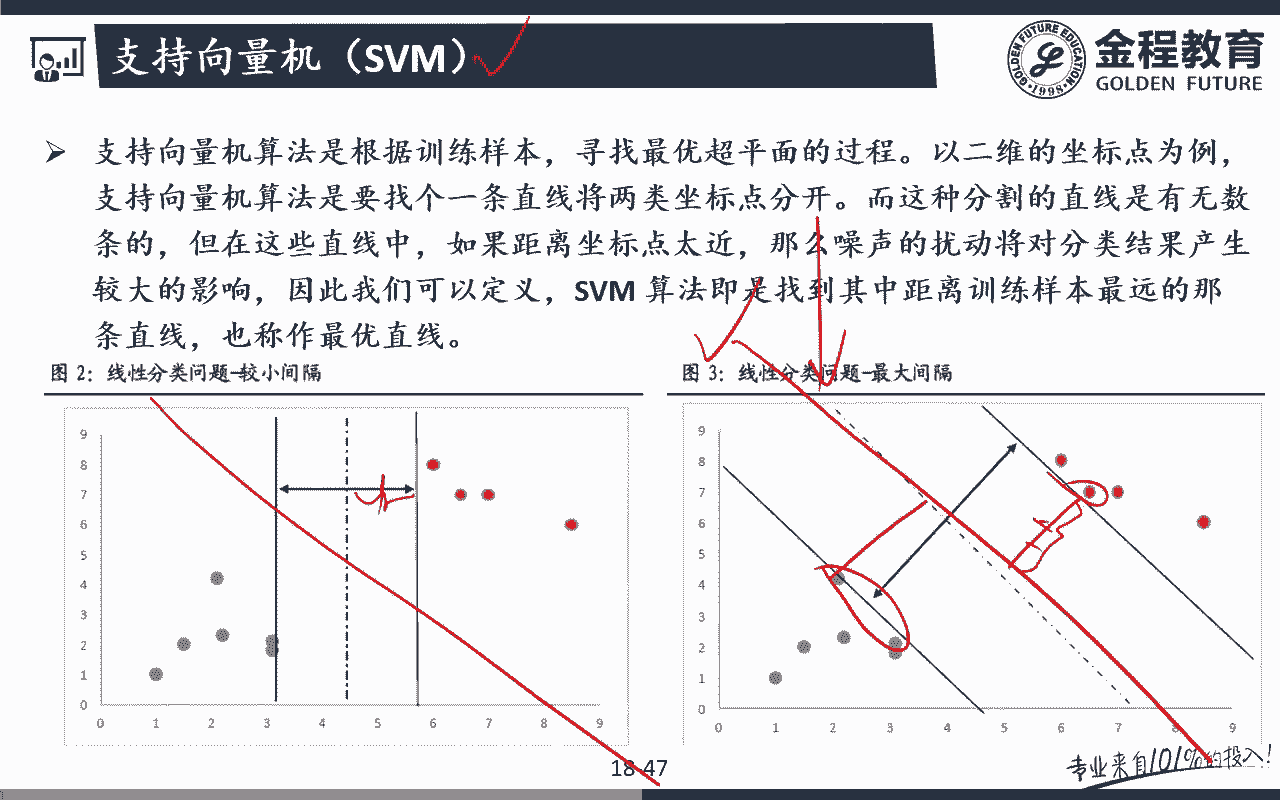 支持向量机（SVM）
GOLDEN FUTURE EDUCATION
·1998·
金程教育
GOLDEN FUTURE
➢ 支持向量机算法是根据训练样本，寻找最优超平面的过程。以二维的坐标点为例，
支持向量机算法是要找个一条直线将两类坐标点分开。而这种分割的直线是有无数
条的，但在这些直线中，如果距离坐标点太近，那么噪声的扰动将对分类结果产生
较大的影响，因此我们可以定义，SVM 算法即是找到其中距离训练样本最远的那
条直线，也称作最优直线。
图 2：线性分类问题-较小间隔
9
8
7
6
5
4
3
2
1
0
0 1 2 3 4 5 6 7 8 9
图 3：线性分类问题-最大间隔
9
8
7
6
5
4
3
2
1
0
0 1 2 3 4 5 6 7 8 9
18-47
专业来自101%的投入!